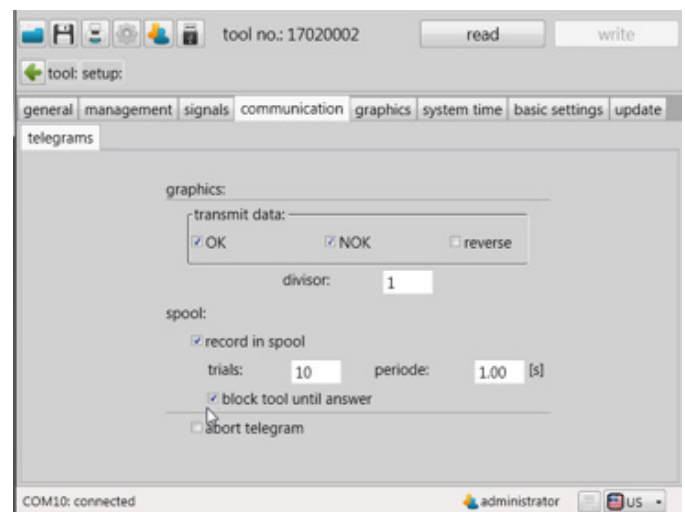 tool no.: 17020002 read write
tool: setup:
general management signals communication graphics system time basic settings update
telegrams
graphics:
transmit data:
OK NOK reverse
divisor: 1
spool:
record in spool
trials: 10 periode: 1.00 [s]
block tool until answer
abort telegram
COM10: connected administrator US